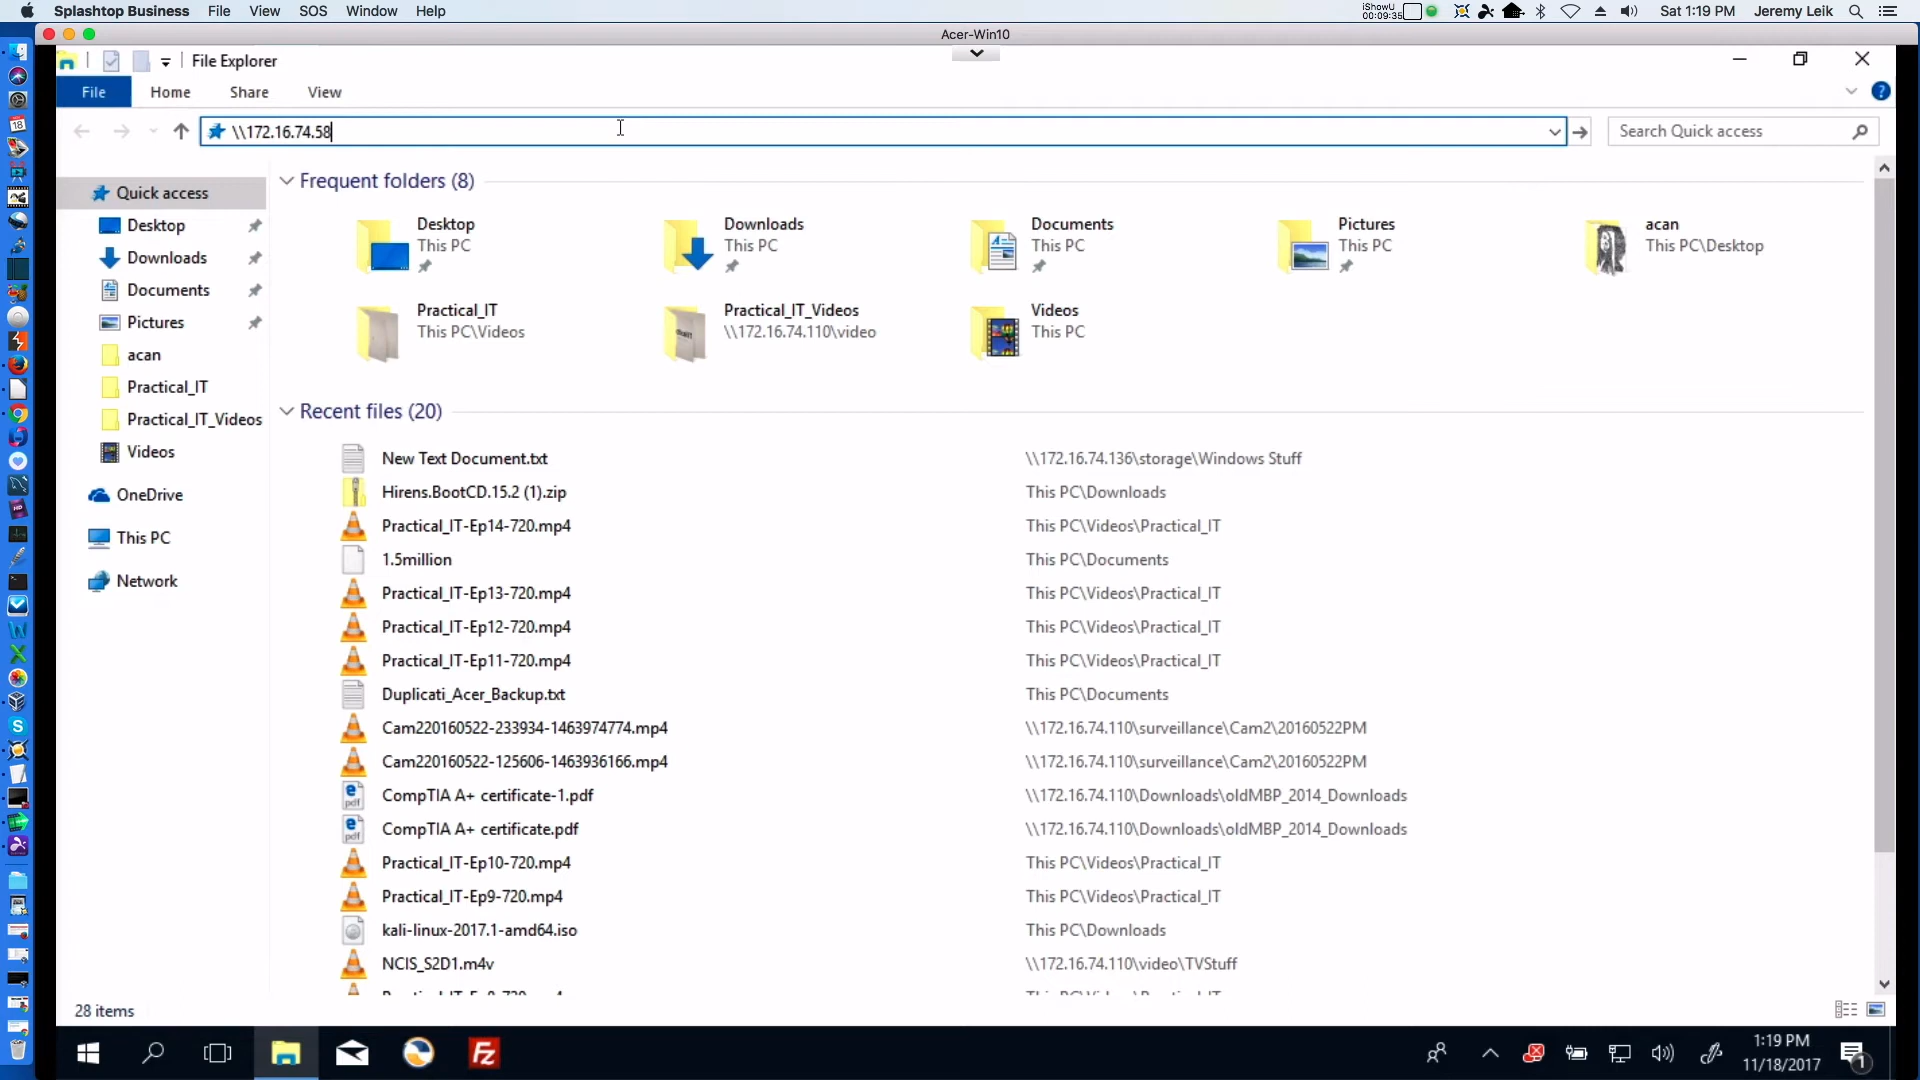 Splashtop Business File View SOS Window Help
iShowU
00:09:35
Sat 1:19 PM Jeremy Leik
Acer-Win10
File Explorer
File Home Share View
\\172.16.74.58
Search Quick access
Quick access
Desktop
Downloads
Documents
Pictures
acan
Practical_IT
Practical_IT_Videos
Videos
OneDrive
This PC
Network
Frequent folders (8)
Desktop
This PC
Downloads
This PC
Documents
This PC
Pictures
This PC
acan
This PC\Desktop
Practical_IT
This PC\Videos
Practical_IT_Videos
\\172.16.74.110\video
Videos
This PC
Recent files (20)
New Text Document.txt \\172.16.74.136\storage\Windows Stuff
Hirens.BootCD.15.2 (1).zip This PC\Downloads
Practical_IT-Ep14-720.mp4 This PC\Videos\Practical_IT
1.5million This PC\Documents
Practical_IT-Ep13-720.mp4 This PC\Videos\Practical_IT
Practical_IT-Ep12-720.mp4 This PC\Videos\Practical_IT
Practical_IT-Ep11-720.mp4 This PC\Videos\Practical_IT
Duplicati_Acer_Backup.txt This PC\Documents
Cam220160522-233934-1463974774.mp4 \\172.16.74.110\surveillance\Cam2\20160522PM
Cam220160522-125606-1463936166.mp4 \\172.16.74.110\surveillance\Cam2\20160522PM
CompTIA A+ certificate-1.pdf \\172.16.74.110\Downloads\oldMBP_2014_Downloads
CompTIA A+ certificate.pdf \\172.16.74.110\Downloads\oldMBP_2014_Downloads
Practical_IT-Ep10-720.mp4 This PC\Videos\Practical_IT
Practical_IT-Ep9-720.mp4 This PC\Videos\Practical_IT
kali-linux-2017.1-amd64.iso This PC\Downloads
NCIS_S2D1.m4v \\172.16.74.110\video\TVStuff
28 items
1:19 PM
11/18/2017
1